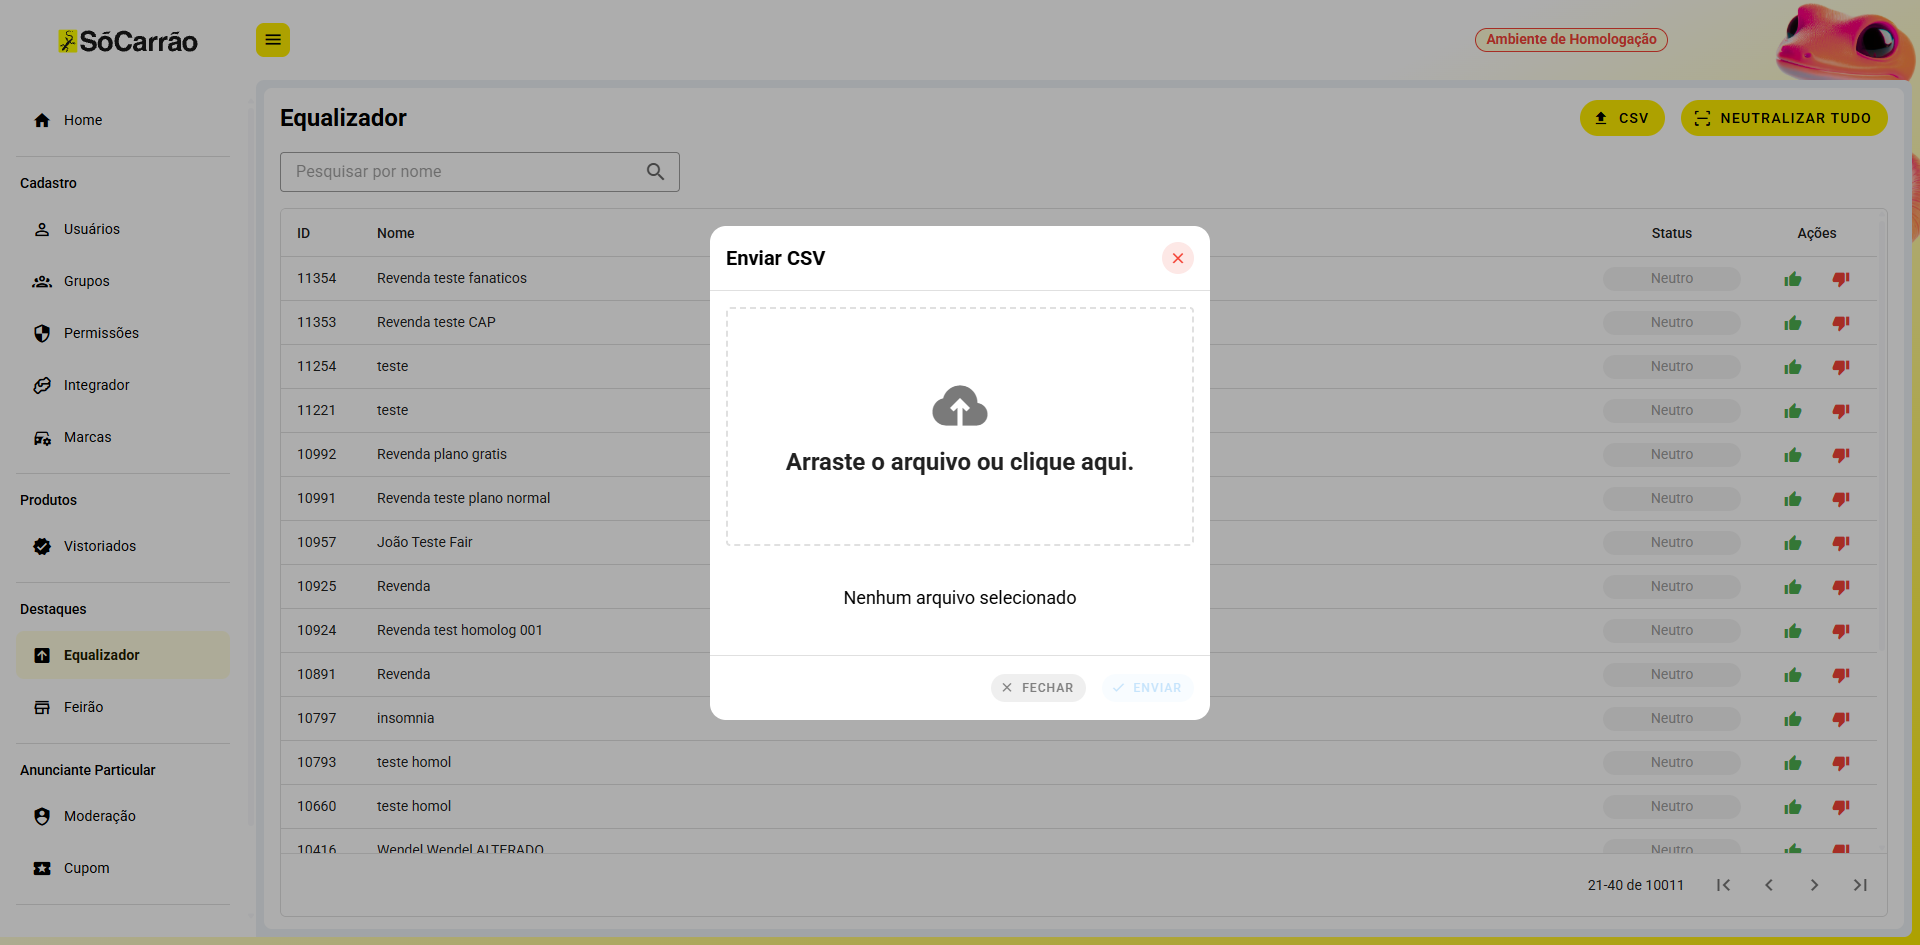 SóCarrão
Ambiente de Homologação
Home
Cadastro
Usuários
Grupos
Permissões
Integrador
Marcas
Produtos
Vistoriados
Destaques
Equalizador
Feirão
Anunciante Particular
Moderação
Cupom
Equalizador
CSV
NEUTRALIZAR TUDO
Pesquisar por nome
ID Nome Status Ações
11354 Revenda teste fanaticos Neutro
11353 Revenda teste CAP Neutro
11254 teste Neutro
11221 teste Neutro
10992 Revenda plano gratis Neutro
10991 Revenda teste plano normal Neutro
10957 João Teste Fair Neutro
10925 Revenda Neutro
10924 Revenda test homolog 001 Neutro
10891 Revenda Neutro
10797 insomnia Neutro
10793 teste homol Neutro
10660 teste homol Neutro
10416 Wendel Wendel ALTERADO Neutro
21-40 de 10011
Enviar CSV
Arraste o arquivo ou clique aqui.
Nenhum arquivo selecionado
FECHAR
ENVIAR